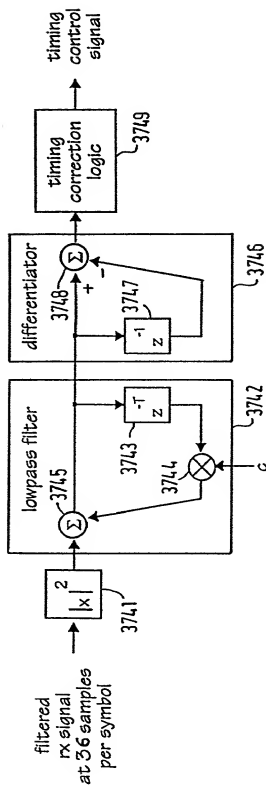 filtered
rx signal
at 36 samples
per symbol
|x|²
3741
lowpass filter
Σ
3745
z⁻ᵀ
3743
3744
3742
differentiator
Σ
3748
+
-
z⁻¹
3747
3746
timing
correction
logic
3749
timing
control
signal